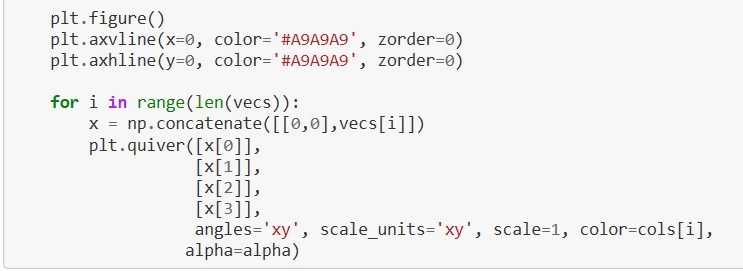 plt.figure()
plt.axvline(x=0, color='#A9A9A9', zorder=0)
plt.axhline(y=0, color='#A9A9A9', zorder=0)

for i in range(len(vecs)):
    x = np.concatenate([[0,0],vecs[i]])
    plt.quiver([x[0]],
               [x[1]],
               [x[2]],
               [x[3]],
               angles='xy', scale_units='xy', scale=1, color=cols[i],
              alpha=alpha)